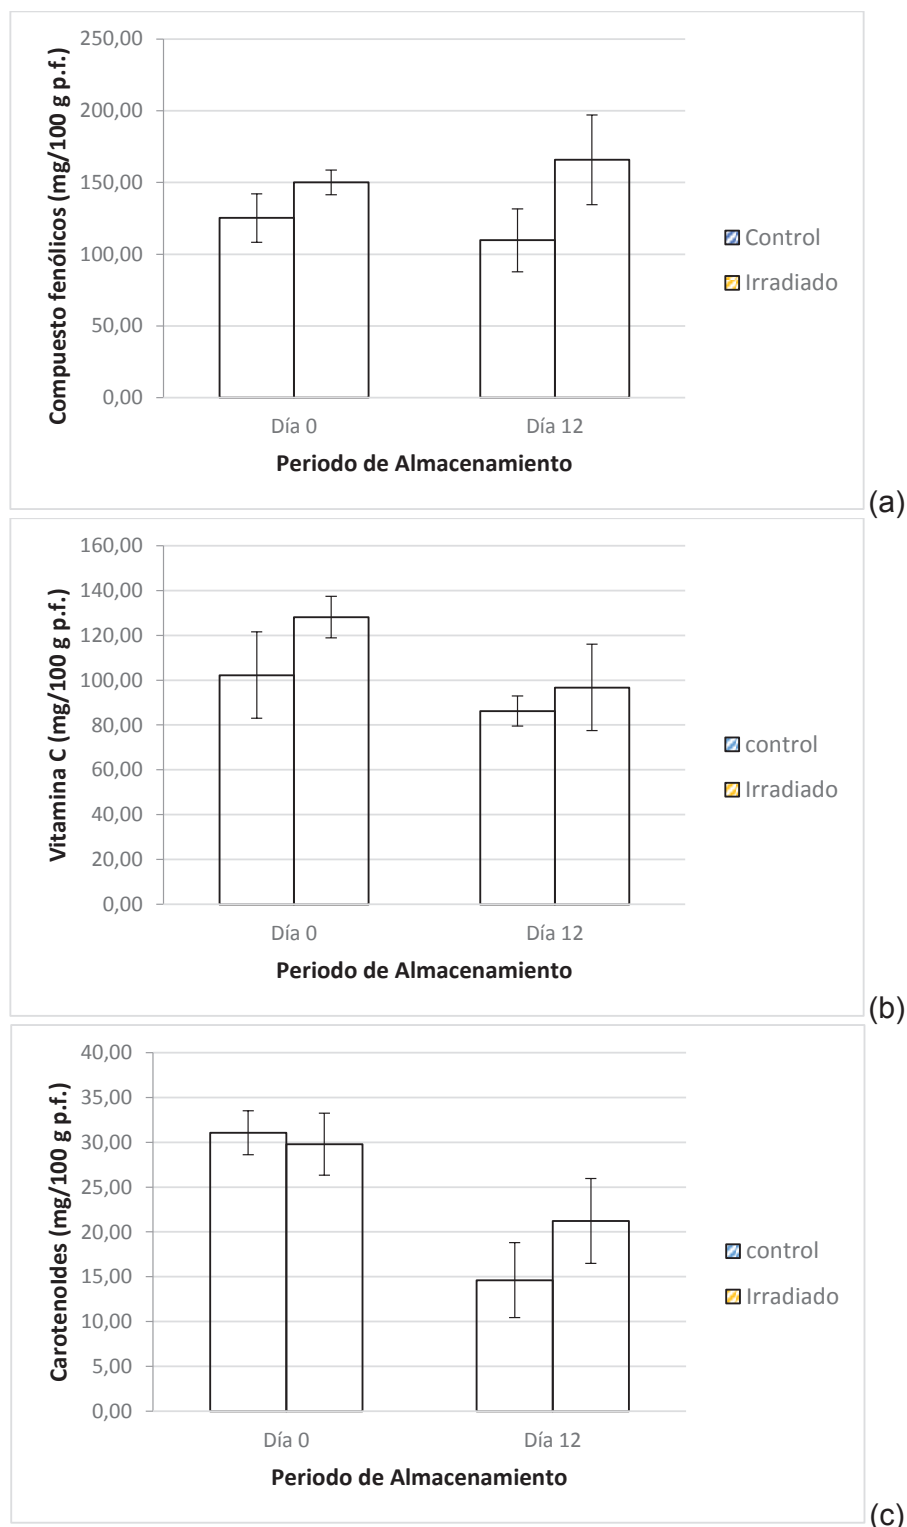 Compuesto fenólicos (mg/100 g p.f.)
250,00
200,00
150,00
100,00
50,00
0,00
Día 0
Día 12
Periodo de Almacenamiento
Control
Irradiado
(a)
Vitamina C (mg/100 g p.f.)
160,00
140,00
120,00
100,00
80,00
60,00
40,00
20,00
0,00
Día 0
Día 12
Periodo de Almacenamiento
control
Irradiado
(b)
Carotenoldes (mg/100 g p.f.)
40,00
35,00
30,00
25,00
20,00
15,00
10,00
5,00
0,00
Día 0
Día 12
Periodo de Almacenamiento
control
Irradiado
(c)